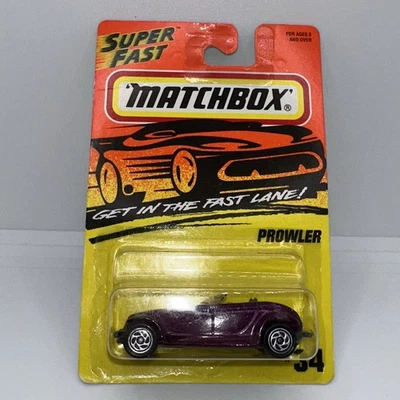 SUPER
FAST
FOR AGES 3
AND OVER
'MATCHBOX'®
GET IN THE FAST LANE!
PROWLER
34